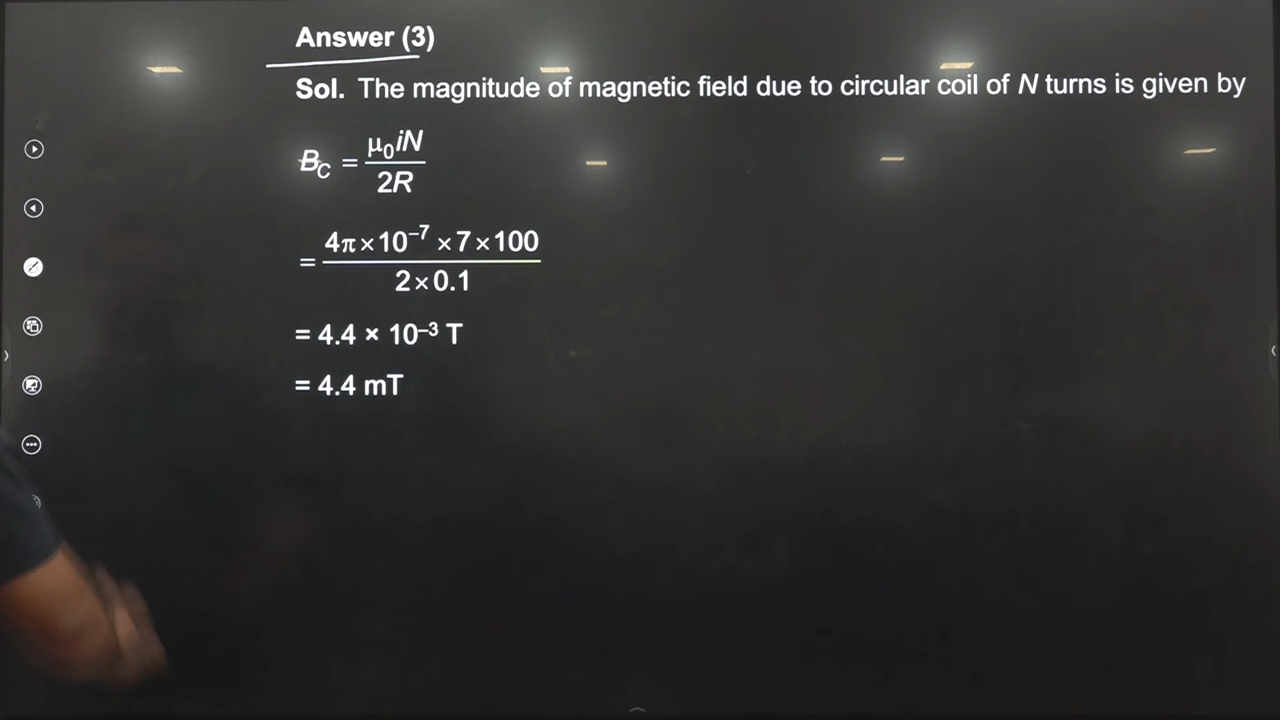 Answer (3)
Sol. The magnitude of magnetic field due to circular coil of N turns is given by
B_C = μ₀iN / 2R
= 4π×10⁻⁷ ×7×100 / 2×0.1
= 4.4 × 10⁻³ T
= 4.4 mT